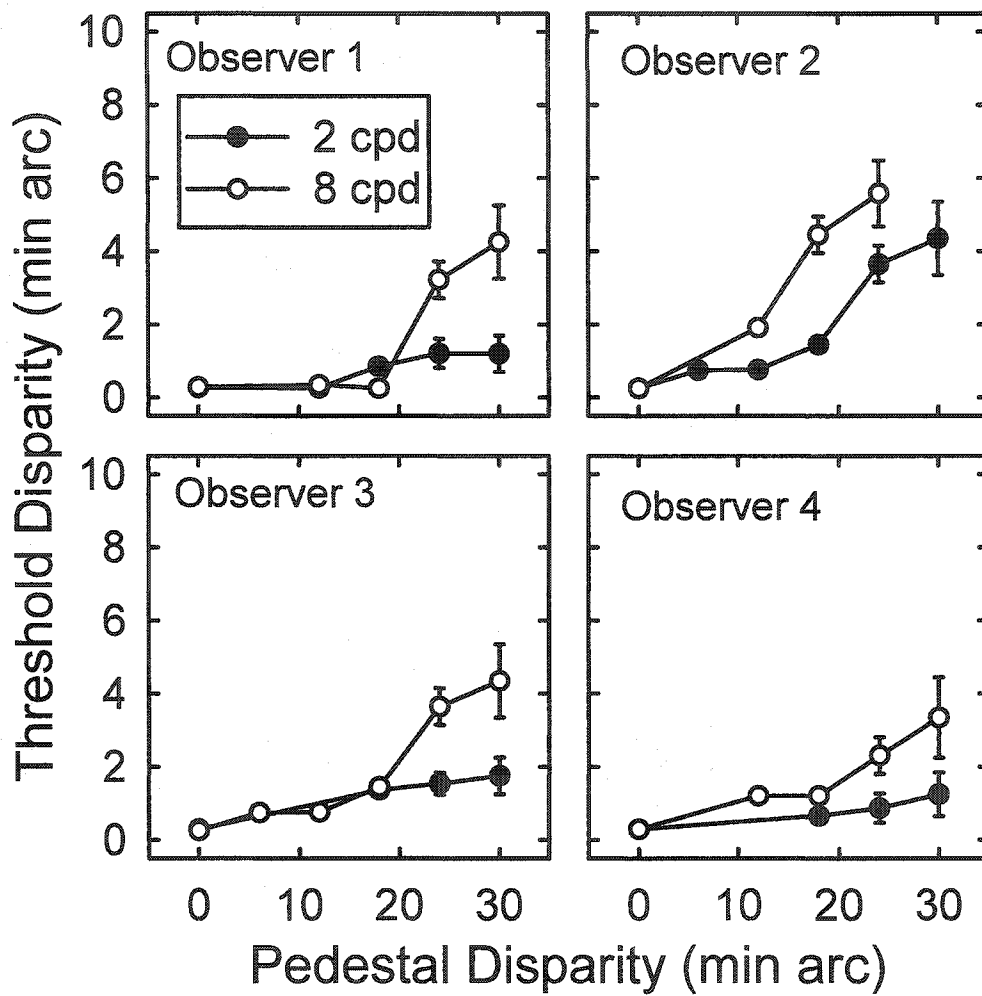 Threshold Disparity (min arc)
10
8
6
4
2
0
Observer 1
2 cpd
8 cpd
Observer 2
10
8
6
4
2
0
Observer 3
Observer 4
0 10 20 30
0 10 20 30
Pedestal Disparity (min arc)